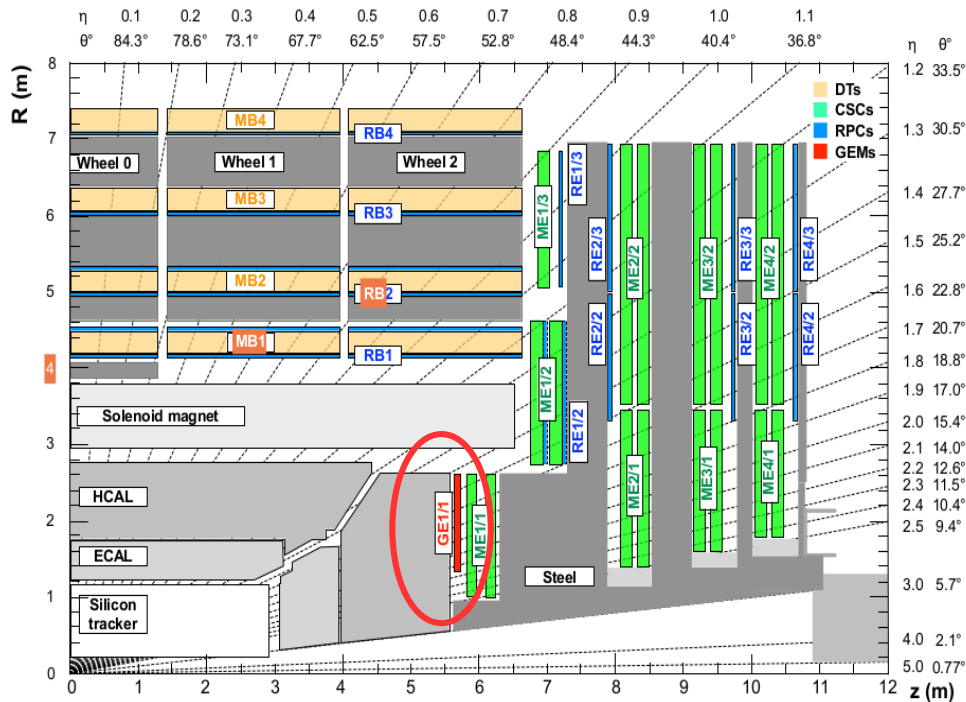 η 0.1 0.2 0.3 0.4 0.5 0.6 0.7 0.8 0.9 1.0 1.1
θ° 84.3° 78.6° 73.1° 67.7° 62.5° 57.5° 52.8° 48.4° 44.3° 40.4° 36.8° η θ°
R (m)
8
7
6
5
4
3
2
1
0
1.2 33.5°
1.3 30.5°
1.4 27.7°
1.5 25.2°
1.6 22.8°
1.7 20.7°
1.8 18.8°
1.9 17.0°
2.0 15.4°
2.1 14.0°
2.2 12.6°
2.3 11.5°
2.4 10.4°
2.5 9.4°
3.0 5.7°
4.0 2.1°
5.0 0.77°
DTs
CSCs
RPCs
GEMs
MB4
RB4
Wheel 0
Wheel 1
Wheel 2
MB3
RB3
MB2
RB2
MB1
RB1
Solenoid magnet
HCAL
ECAL
Silicon
tracker
Steel
GE1/1
ME1/1
ME1/2
ME1/3
RE1/3
RE1/2
RE2/3
RE2/2
ME2/2
ME2/1
ME3/2
ME3/1
RE3/3
RE3/2
ME4/2
ME4/1
RE4/3
RE4/2
0 1 2 3 4 5 6 7 8 9 10 11 12
z (m)